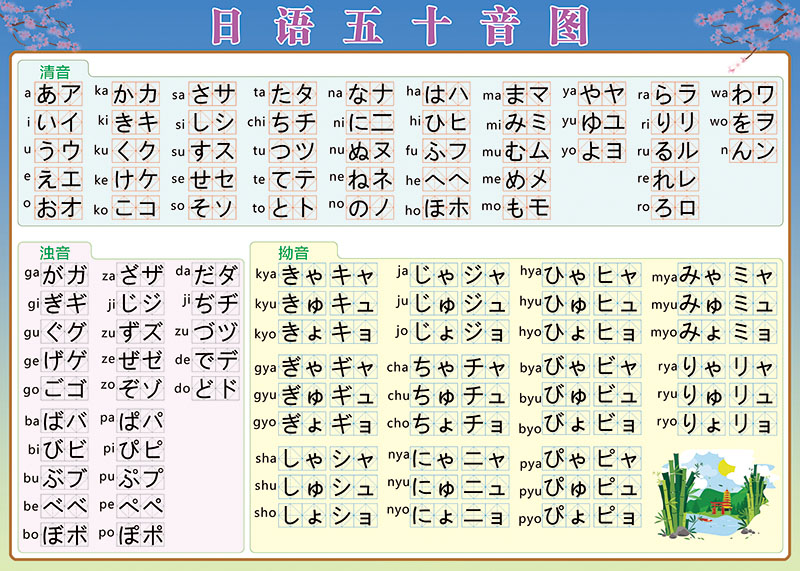 日语五十音图
清音
a あア ka かカ sa さサ ta たタ na なナ ha はハ ma まマ ya やヤ ra らラ wa わワ
i いイ ki きキ si しシ chi ちチ ni に二 hi ひヒ mi みミ yu ゆユ ri りリ wo をヲ
u うウ ku くク su すス tu つツ nu ぬヌ fu ふフ mu むム yo よヨ ru るル n んン
e えエ ke けケ se せセ te てテ ne ねネ he へヘ me めメ re れレ
o おオ ko こコ so そソ to とト no のノ ho ほホ mo もモ ro ろロ
浊音
ga がガ za ざザ da だダ
gi ぎギ ji じジ ji ぢヂ
gu ぐグ zu ずズ zu づヅ
ge げゲ ze ぜゼ de でデ
go ごゴ zo ぞゾ do どド
ba ばバ pa ぱパ
bi びビ pi ぴピ
bu ぶブ pu ぷプ
be べベ pe ぺペ
bo ぼボ po ぽポ
拗音
kya きゃ キャ ja じゃ ジャ hya ひゃ ヒャ mya みゃ ミャ
kyu きゅ キュ ju じゅ ジュ hyu ひゅ ヒュ myu みゅ ミュ
kyo きょ キョ jo じょ ジョ hyo ひょ ヒョ myo みょ ミョ
gya ぎゃ ギャ cha ちゃ チャ bya びゃ ビャ rya りゃ リャ
gyu ぎゅ ギュ chu ちゅ チュ byu びゅ ビュ ryu りゅ リュ
gyo ぎょ ギョ cho ちょ チョ byo びょ ビョ ryo りょ リョ
sha しゃ シャ nya にゃ ニャ pya ぴゃ ピャ
shu しゅ シュ nyu にゅ ニュ pyu ぴゅ ピュ
sho しょ ショ nyo にょ ニョ pyo ぴょ ピョ